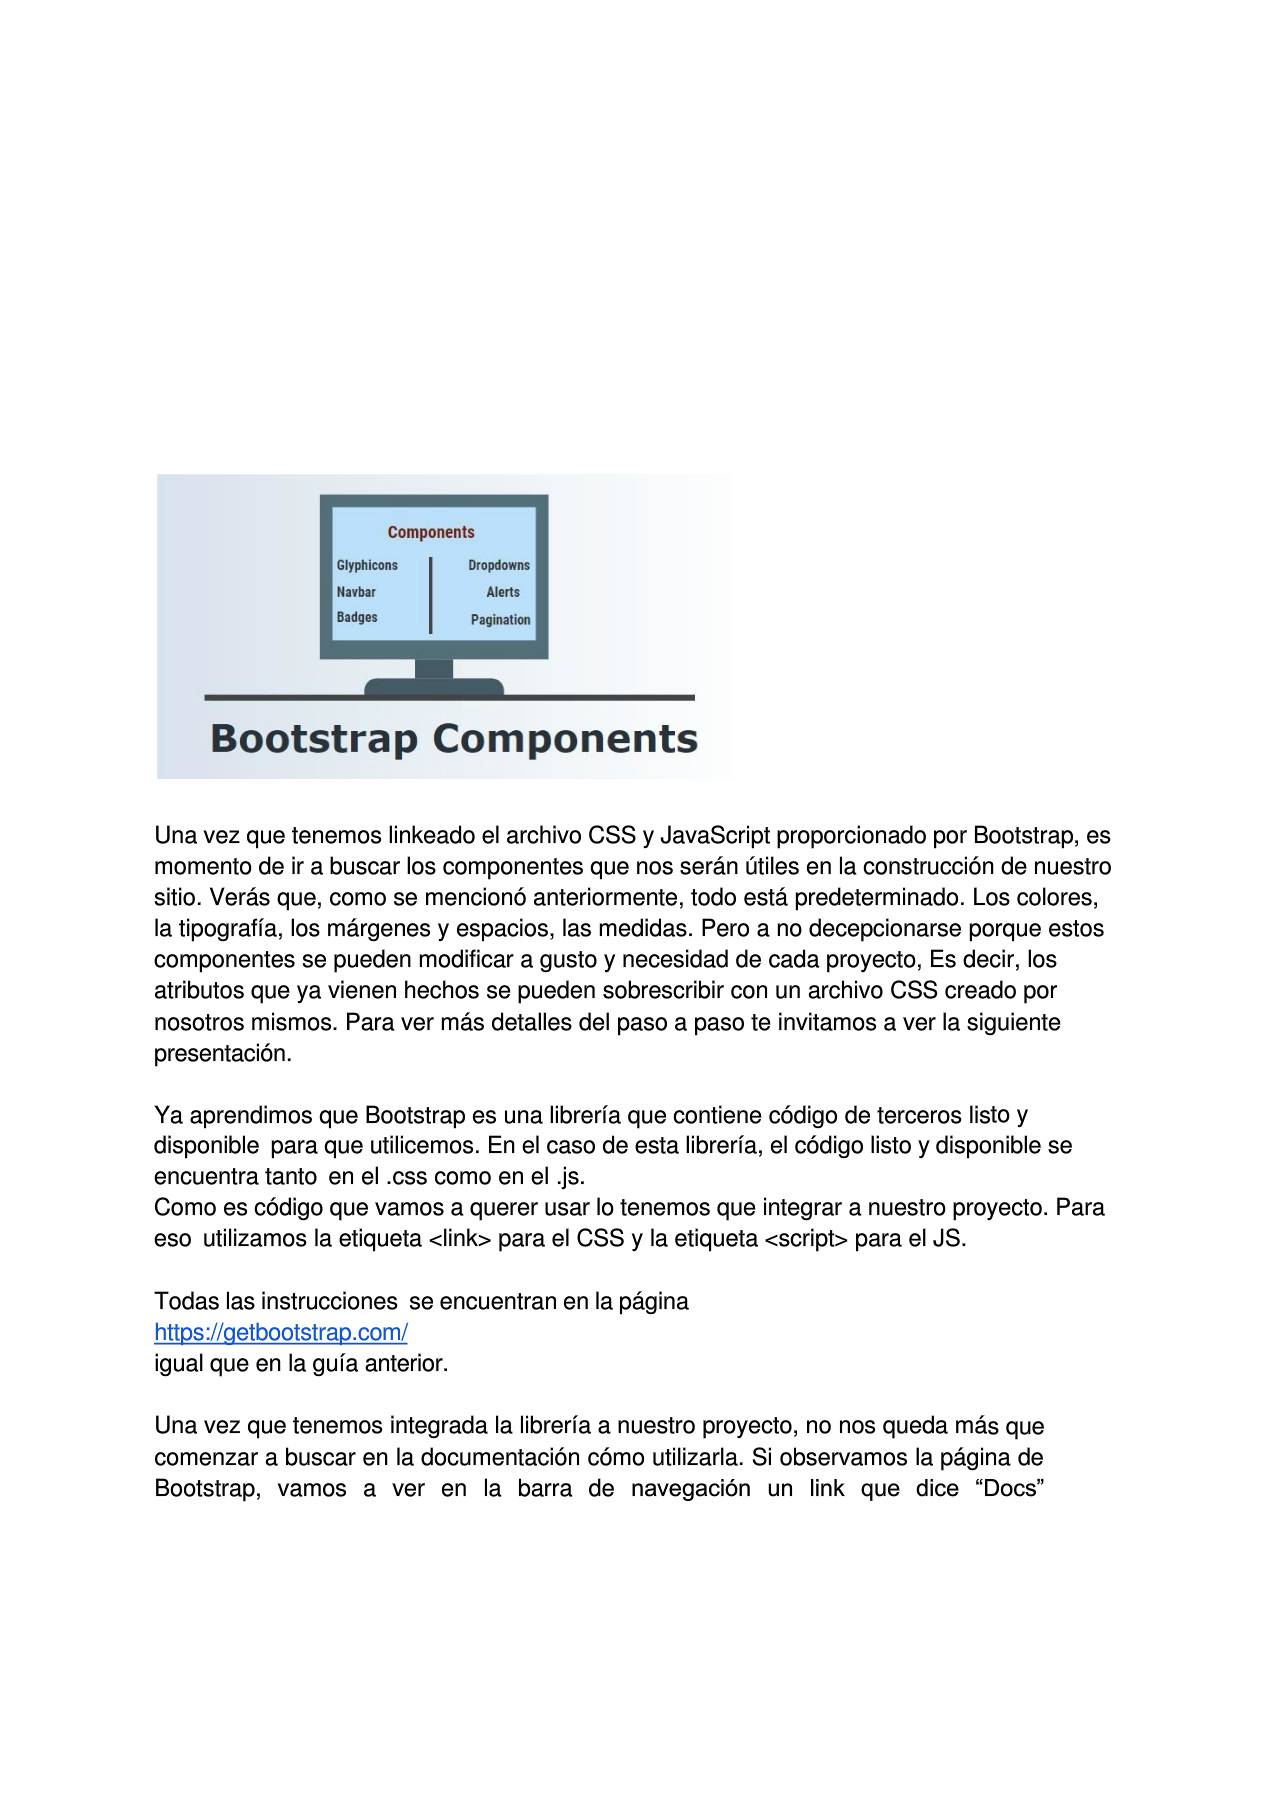 Components
Glyphicons
Navbar
Badges
Dropdowns
Alerts
Pagination
Bootstrap Components
Una vez que tenemos linkeado el archivo CSS y JavaScript proporcionado por Bootstrap, es
momento de ir a buscar los componentes que nos serán útiles en la construcción de nuestro
sitio. Verás que, como se mencionó anteriormente, todo está predeterminado. Los colores,
la tipografía, los márgenes y espacios, las medidas. Pero a no decepcionarse porque estos
componentes se pueden modificar a gusto y necesidad de cada proyecto, Es decir, los
atributos que ya vienen hechos se pueden sobrescribir con un archivo CSS creado por
nosotros mismos. Para ver más detalles del paso a paso te invitamos a ver la siguiente
presentación.
Ya aprendimos que Bootstrap es una librería que contiene código de terceros listo y
disponible para que utilicemos. En el caso de esta librería, el código listo y disponible se
encuentra tanto en el .css como en el .js.
Como es código que vamos a querer usar lo tenemos que integrar a nuestro proyecto. Para
eso utilizamos la etiqueta <link> para el CSS y la etiqueta <script> para el JS.
Todas las instrucciones se encuentran en la página
https://getbootstrap.com/
igual que en la guía anterior.
Una vez que tenemos integrada la librería a nuestro proyecto, no nos queda más que
comenzar a buscar en la documentación cómo utilizarla. Si observamos la página de
Bootstrap, vamos a ver en la barra de navegación un link que dice “Docs”